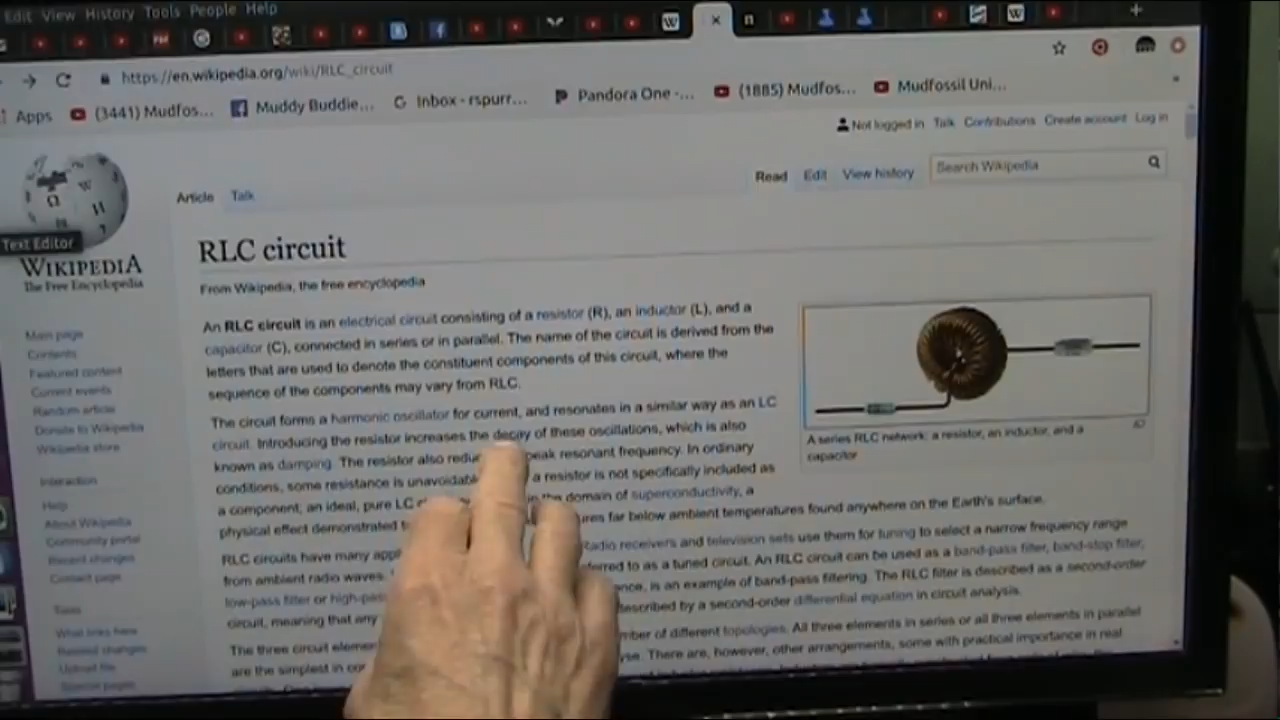 Edit View History Tools People Help
https://en.wikipedia.org/wiki/RLC_circuit
Apps (3441) Mudfos... Muddy Buddie... Inbox - rspurr... Pandora One -... (1885) Mudfos... Mudfossil Uni...
Not logged in Talk Contributions Create account Log in
Article Talk Read Edit View history Search Wikipedia
Text Editor
WIKIPEDIA
The Free Encyclopedia
Main page
Contents
Featured content
Current events
Random article
Donate to Wikipedia
Wikipedia store
Interaction
Help
About Wikipedia
Community portal
Recent changes
Contact page
Tools
What links here
Related changes
Upload file
Special pages
RLC circuit
From Wikipedia, the free encyclopedia
An RLC circuit is an electrical circuit consisting of a resistor (R), an inductor (L), and a
capacitor (C), connected in series or in parallel. The name of the circuit is derived from the
letters that are used to denote the constituent components of this circuit, where the
sequence of the components may vary from RLC.
The circuit forms a harmonic oscillator for current, and resonates in a similar way as an LC
circuit. Introducing the resistor increases the decay of these oscillations, which is also
known as damping. The resistor also reduc peak resonant frequency. In ordinary
conditions, some resistance is unavoidabl a resistor is not specifically included as
a component; an ideal, pure LC in the domain of superconductivity, a
physical effect demonstrated t ures far below ambient temperatures found anywhere on the Earth's surface.
RLC circuits have many appl Radio receivers and television sets use them for tuning to select a narrow frequency range
from ambient radio waves. erred to as a tuned circuit. An RLC circuit can be used as a band-pass filter, band-stop filter,
low-pass filter or high-pass nce, is an example of band-pass filtering. The RLC filter is described as a second-order
circuit, meaning that any described by a second-order differential equation in circuit analysis.
The three circuit elemen mber of different topologies. All three elements in series or all three elements in parallel
are the simplest in co yse. There are, however, other arrangements, some with practical importance in real
A series RLC network: a resistor, an inductor, and a
capacitor